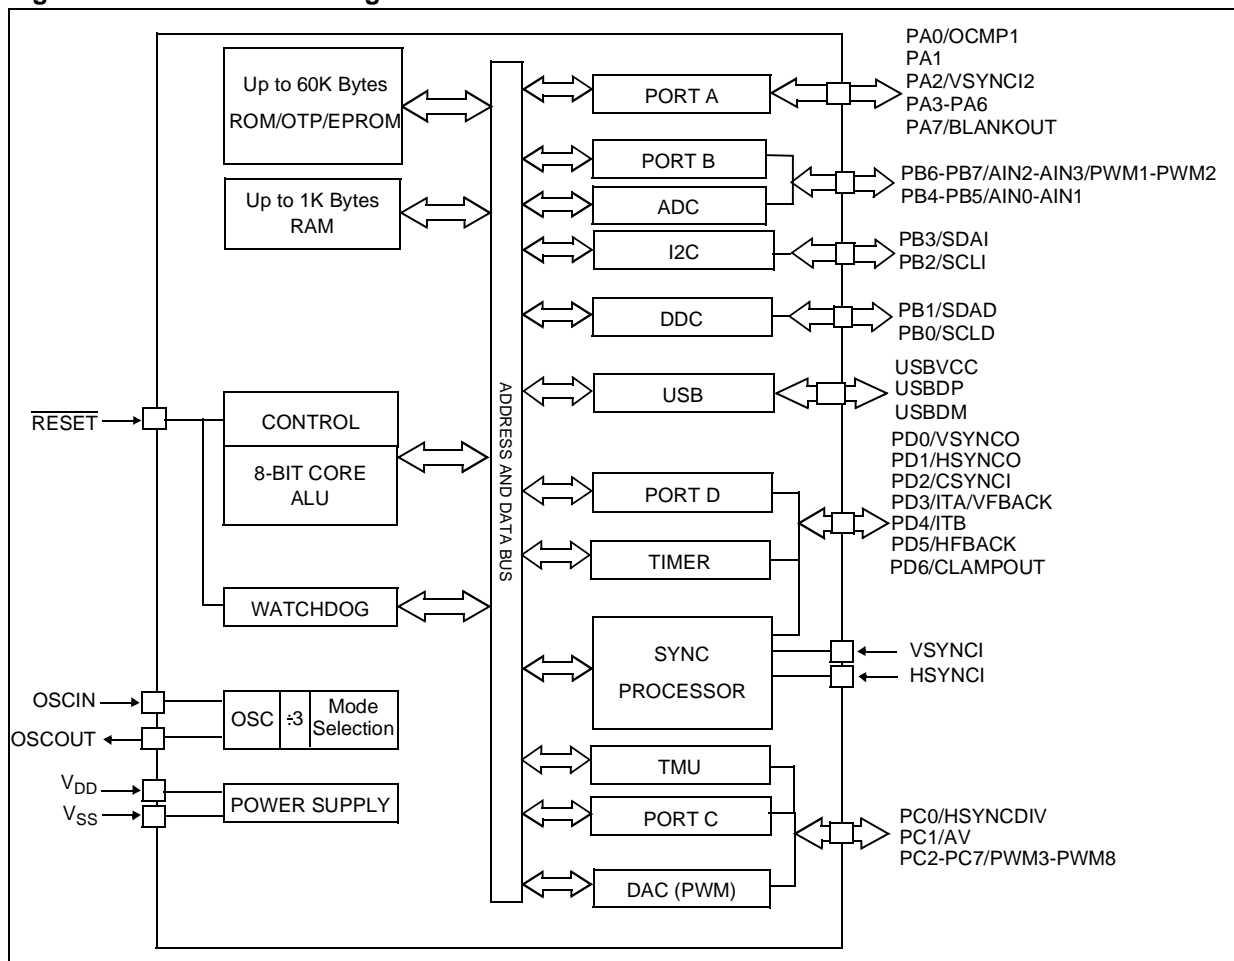 Up to 60K Bytes
ROM/OTP/EPROM
Up to 1K Bytes
RAM
RESET
CONTROL
8-BIT CORE
ALU
WATCHDOG
OSCIN
OSCOUT
OSC
÷3
Mode
Selection
VDD
VSS
POWER SUPPLY
ADDRESS AND DATA BUS
PORT A
PA0/OCMP1
PA1
PA2/VSYNCI2
PA3-PA6
PA7/BLANKOUT
PORT B
ADC
PB6-PB7/AIN2-AIN3/PWM1-PWM2
PB4-PB5/AIN0-AIN1
I2C
PB3/SDAI
PB2/SCLI
DDC
PB1/SDAD
PB0/SCLD
USB
USBVCC
USBDP
USBDM
PORT D
TIMER
PD0/VSYNCO
PD1/HSYNCO
PD2/CSYNCI
PD3/ITA/VFBACK
PD4/ITB
PD5/HFBACK
PD6/CLAMPOUT
SYNC
PROCESSOR
VSYNCI
HSYNCI
TMU
PORT C
DAC (PWM)
PC0/HSYNCDIV
PC1/AV
PC2-PC7/PWM3-PWM8